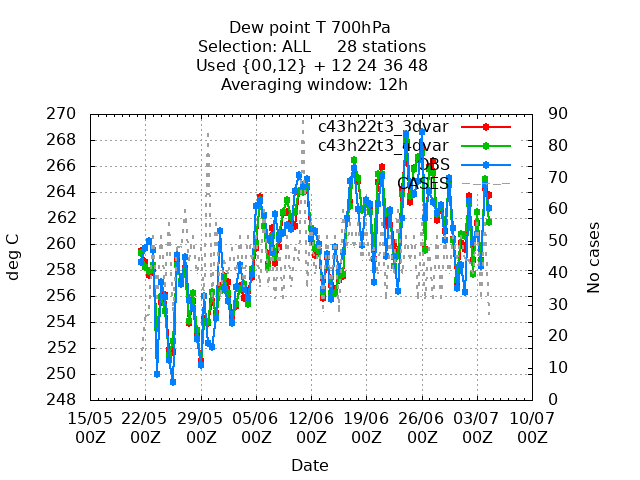 Dew point T 700hPa
Selection: ALL 28 stations
Used {00,12} + 12 24 36 48
Averaging window: 12h
270
268
266
264
262
260
258
256
254
252
250
248
deg C
90
80
70
60
50
40
30
20
10
0
No cases
c43h22t3_3dvar
c43h22t3_4dvar
OBS
CASES
15/05 22/05 29/05 05/06 12/06 19/06 26/06 03/07 10/07
00Z 00Z 00Z 00Z 00Z 00Z 00Z 00Z 00Z
Date